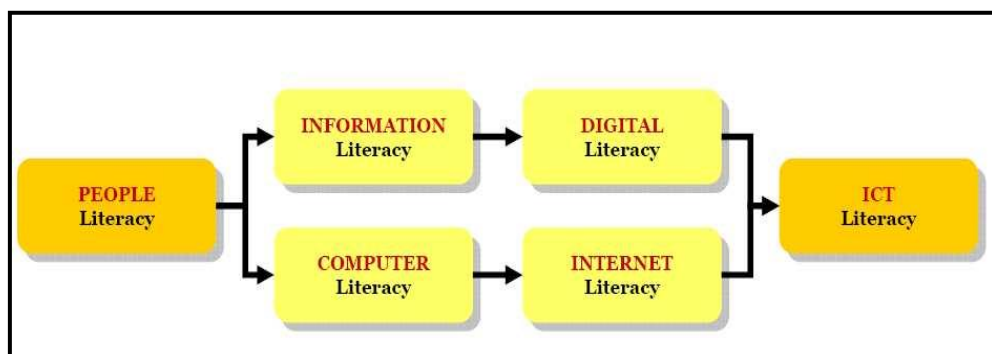 PEOPLE
Literacy
INFORMATION
Literacy
DIGITAL
Literacy
COMPUTER
Literacy
INTERNET
Literacy
ICT
Literacy